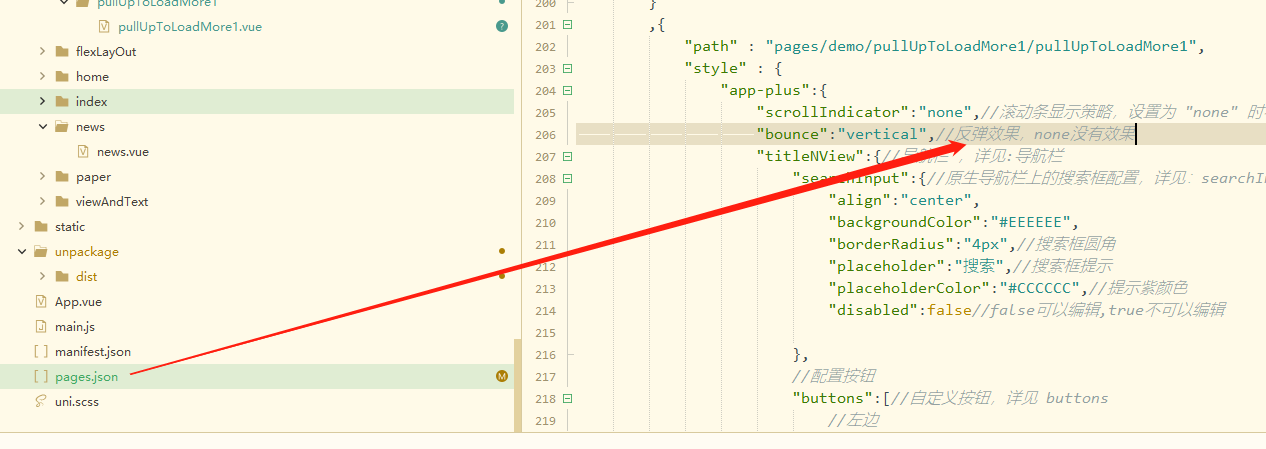 pullUpToLoadMore1
pullUpToLoadMore1.vue
?
flexLayOut
home
index
news
news.vue
paper
viewAndText
static
unpackage
dist
App.vue
main.js
manifest.json
pages.json
M
uni.scss
200 }
201 ,{
202 "path" : "pages/demo/pullUpToLoadMore1/pullUpToLoadMore1",
203 "style" : {
204 "app-plus":{
205 "scrollIndicator":"none",//滚动条显示策略，设置为 "none" 时
206 "bounce":"vertical",//反弹效果，none没有效果
207 "titleNView":{//导航栏 ，详见:导航栏
208 "searchInput":{//原生导航栏上的搜索框配置，详见：searchIn
209 "align":"center",
210 "backgroundColor":"#EEEEEE",
211 "borderRadius":"4px",//搜索框圆角
212 "placeholder":"搜索",//搜索框提示
213 "placeholderColor":"#CCCCCC",//提示紫颜色
214 "disabled":false//false可以编辑,true不可以编辑
215
216 },
217 //配置按钮
218 "buttons":[//自定义按钮，详见 buttons
219 //左边